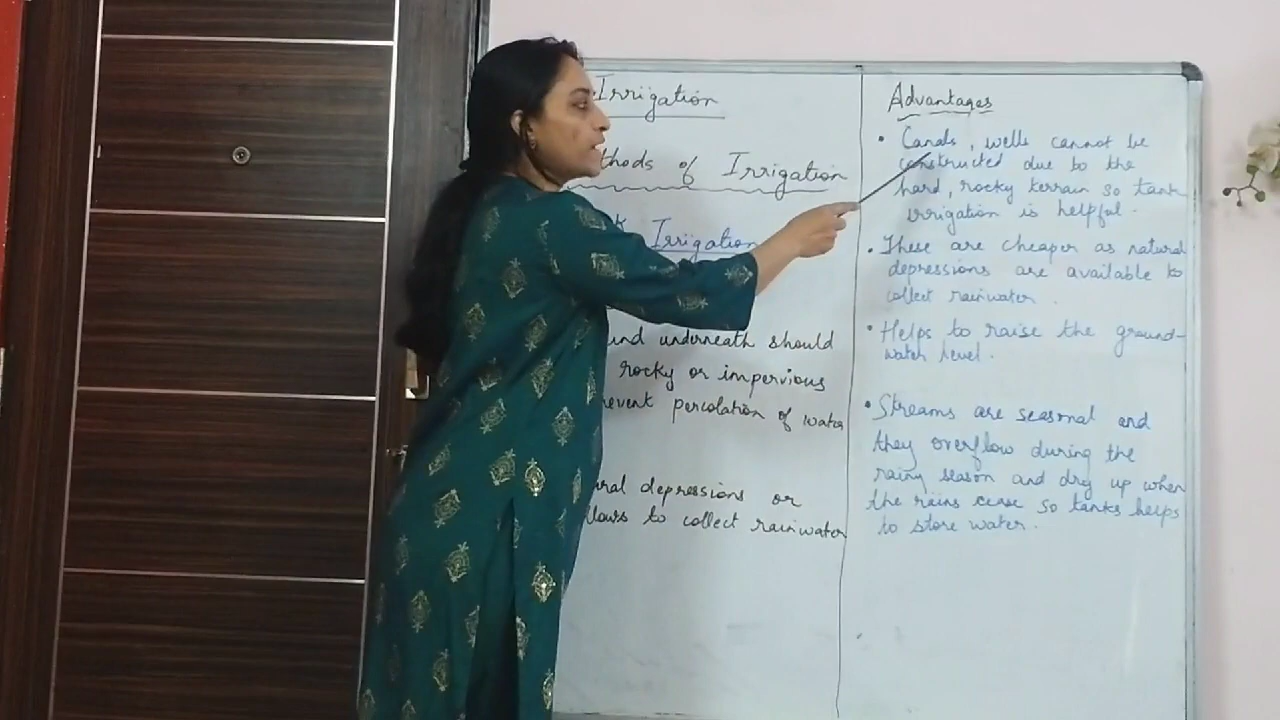 Irrigation
thods of Irrigation
k Irrigation
und underneath should
rocky or impervious
revent percolation of water
ural depressions or
llows to collect rainwater
Advantages
• Canals, wells cannot be
constructed due to the
hard, rocky terrain so tank
irrigation is helpful.
• These are cheaper as natural
depressions are available to
collect rainwater.
• Helps to raise the ground-
water level.
• Streams are seasonal and
they overflow during the
rainy season and dry up when
the rains cease so tanks helps
to store water.